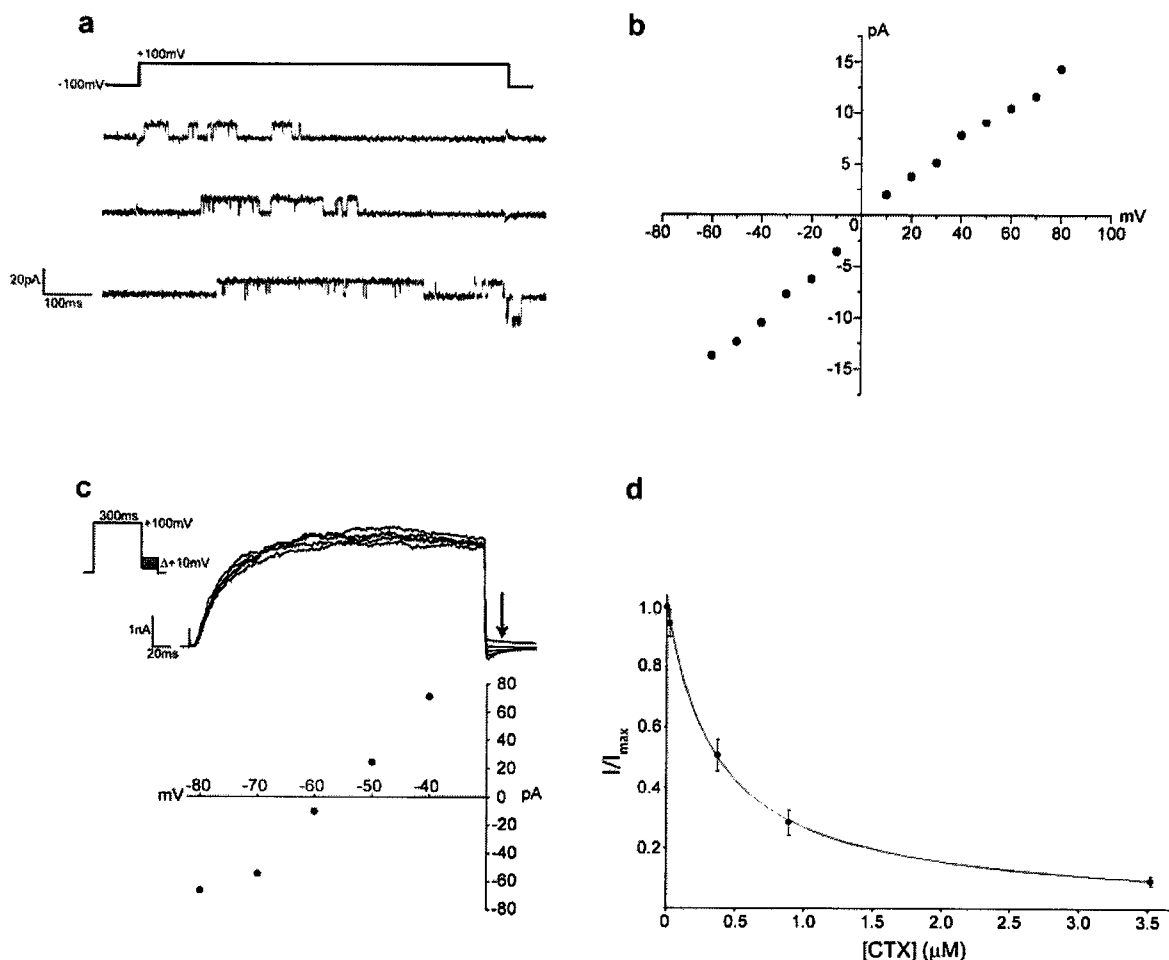 a
+100mV
-100mV
20pA
100ms
b
pA
15
10
5
-80 -60 -40 -20 0 20 40 60 80 100 mV
-5
-10
-15
c
300ms
+100mV
Δ+10mV
1nA
20ms
80
60
40
20
mV -80 -70 -60 -50 -40 0 pA
-20
-40
-60
-80
d
1.0
0.8
0.6
0.4
0.2
I/Imax
0 0.5 1.0 1.5 2.0 2.5 3.0 3.5
[CTX] (μM)